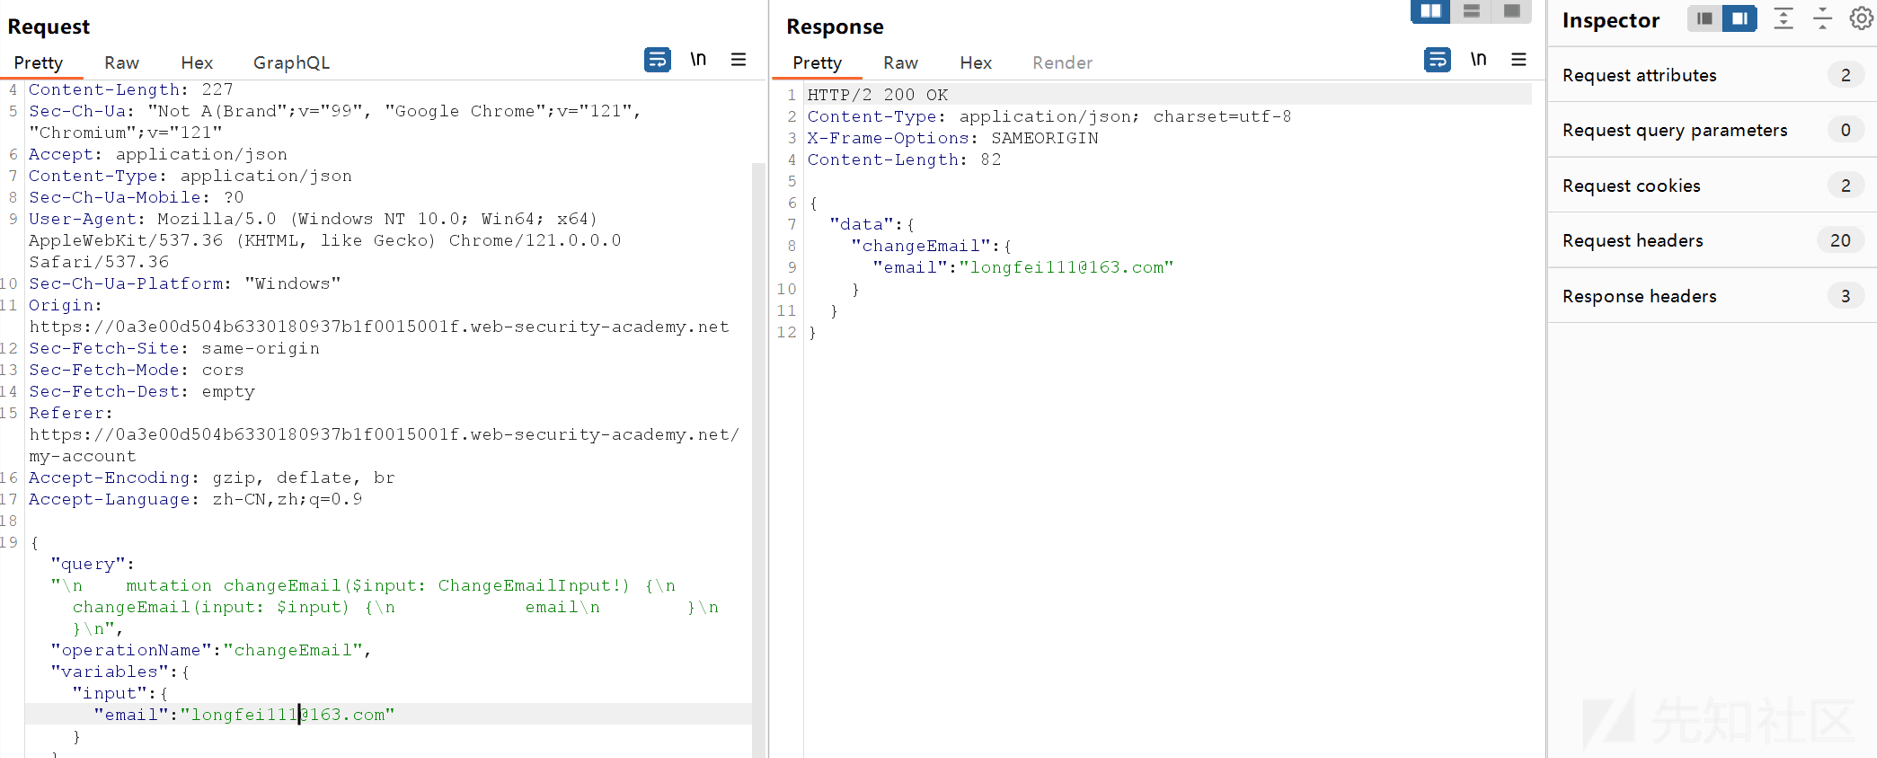 Request
Pretty Raw Hex GraphQL \n
4 Content-Length: 227
5 Sec-Ch-Ua: "Not A(Brand";v="99", "Google Chrome";v="121",
"Chromium";v="121"
6 Accept: application/json
7 Content-Type: application/json
8 Sec-Ch-Ua-Mobile: ?0
9 User-Agent: Mozilla/5.0 (Windows NT 10.0; Win64; x64)
AppleWebKit/537.36 (KHTML, like Gecko) Chrome/121.0.0.0
Safari/537.36
10 Sec-Ch-Ua-Platform: "Windows"
11 Origin:
https://0a3e00d504b6330180937b1f0015001f.web-security-academy.net
12 Sec-Fetch-Site: same-origin
13 Sec-Fetch-Mode: cors
14 Sec-Fetch-Dest: empty
15 Referer:
https://0a3e00d504b6330180937b1f0015001f.web-security-academy.net/
my-account
16 Accept-Encoding: gzip, deflate, br
17 Accept-Language: zh-CN,zh;q=0.9
18
19 {
"query":
"\n    mutation changeEmail($input: ChangeEmailInput!) {\n
changeEmail(input: $input) {\n            email\n        }\n
}\n",
"operationName":"changeEmail",
"variables":{
"input":{
"email":"longfei111@163.com"
}
}
Response
Pretty Raw Hex Render \n
1 HTTP/2 200 OK
2 Content-Type: application/json; charset=utf-8
3 X-Frame-Options: SAMEORIGIN
4 Content-Length: 82
5
6 {
7 "data":{
8 "changeEmail":{
9 "email":"longfei111@163.com"
10 }
11 }
12 }
Inspector
Request attributes 2
Request query parameters 0
Request cookies 2
Request headers 20
Response headers 3
先知社区